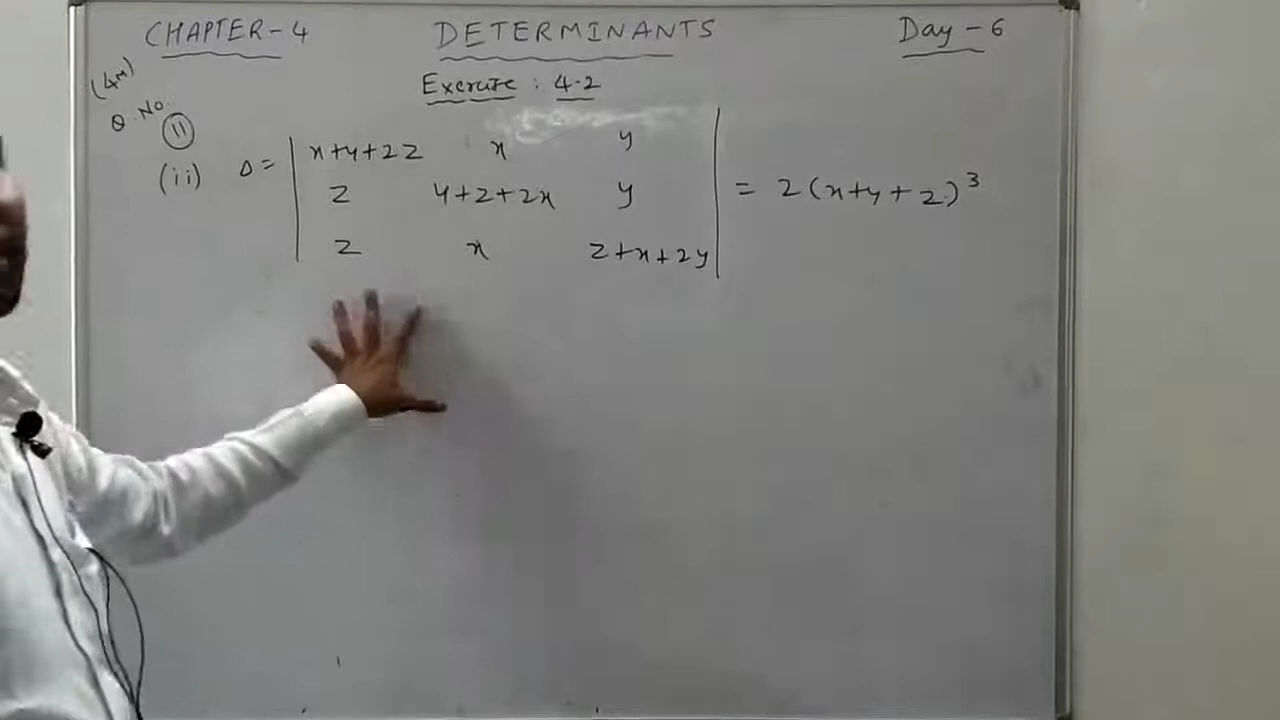 CHAPTER-4 DETERMINANTS Day-6
Exercise : 4.2
(4M)
Q. No.
(11)
(ii) Δ = | x+y+2z x y |
| z y+z+2x y | = 2(x+y+z)³
| z x z+x+2y |